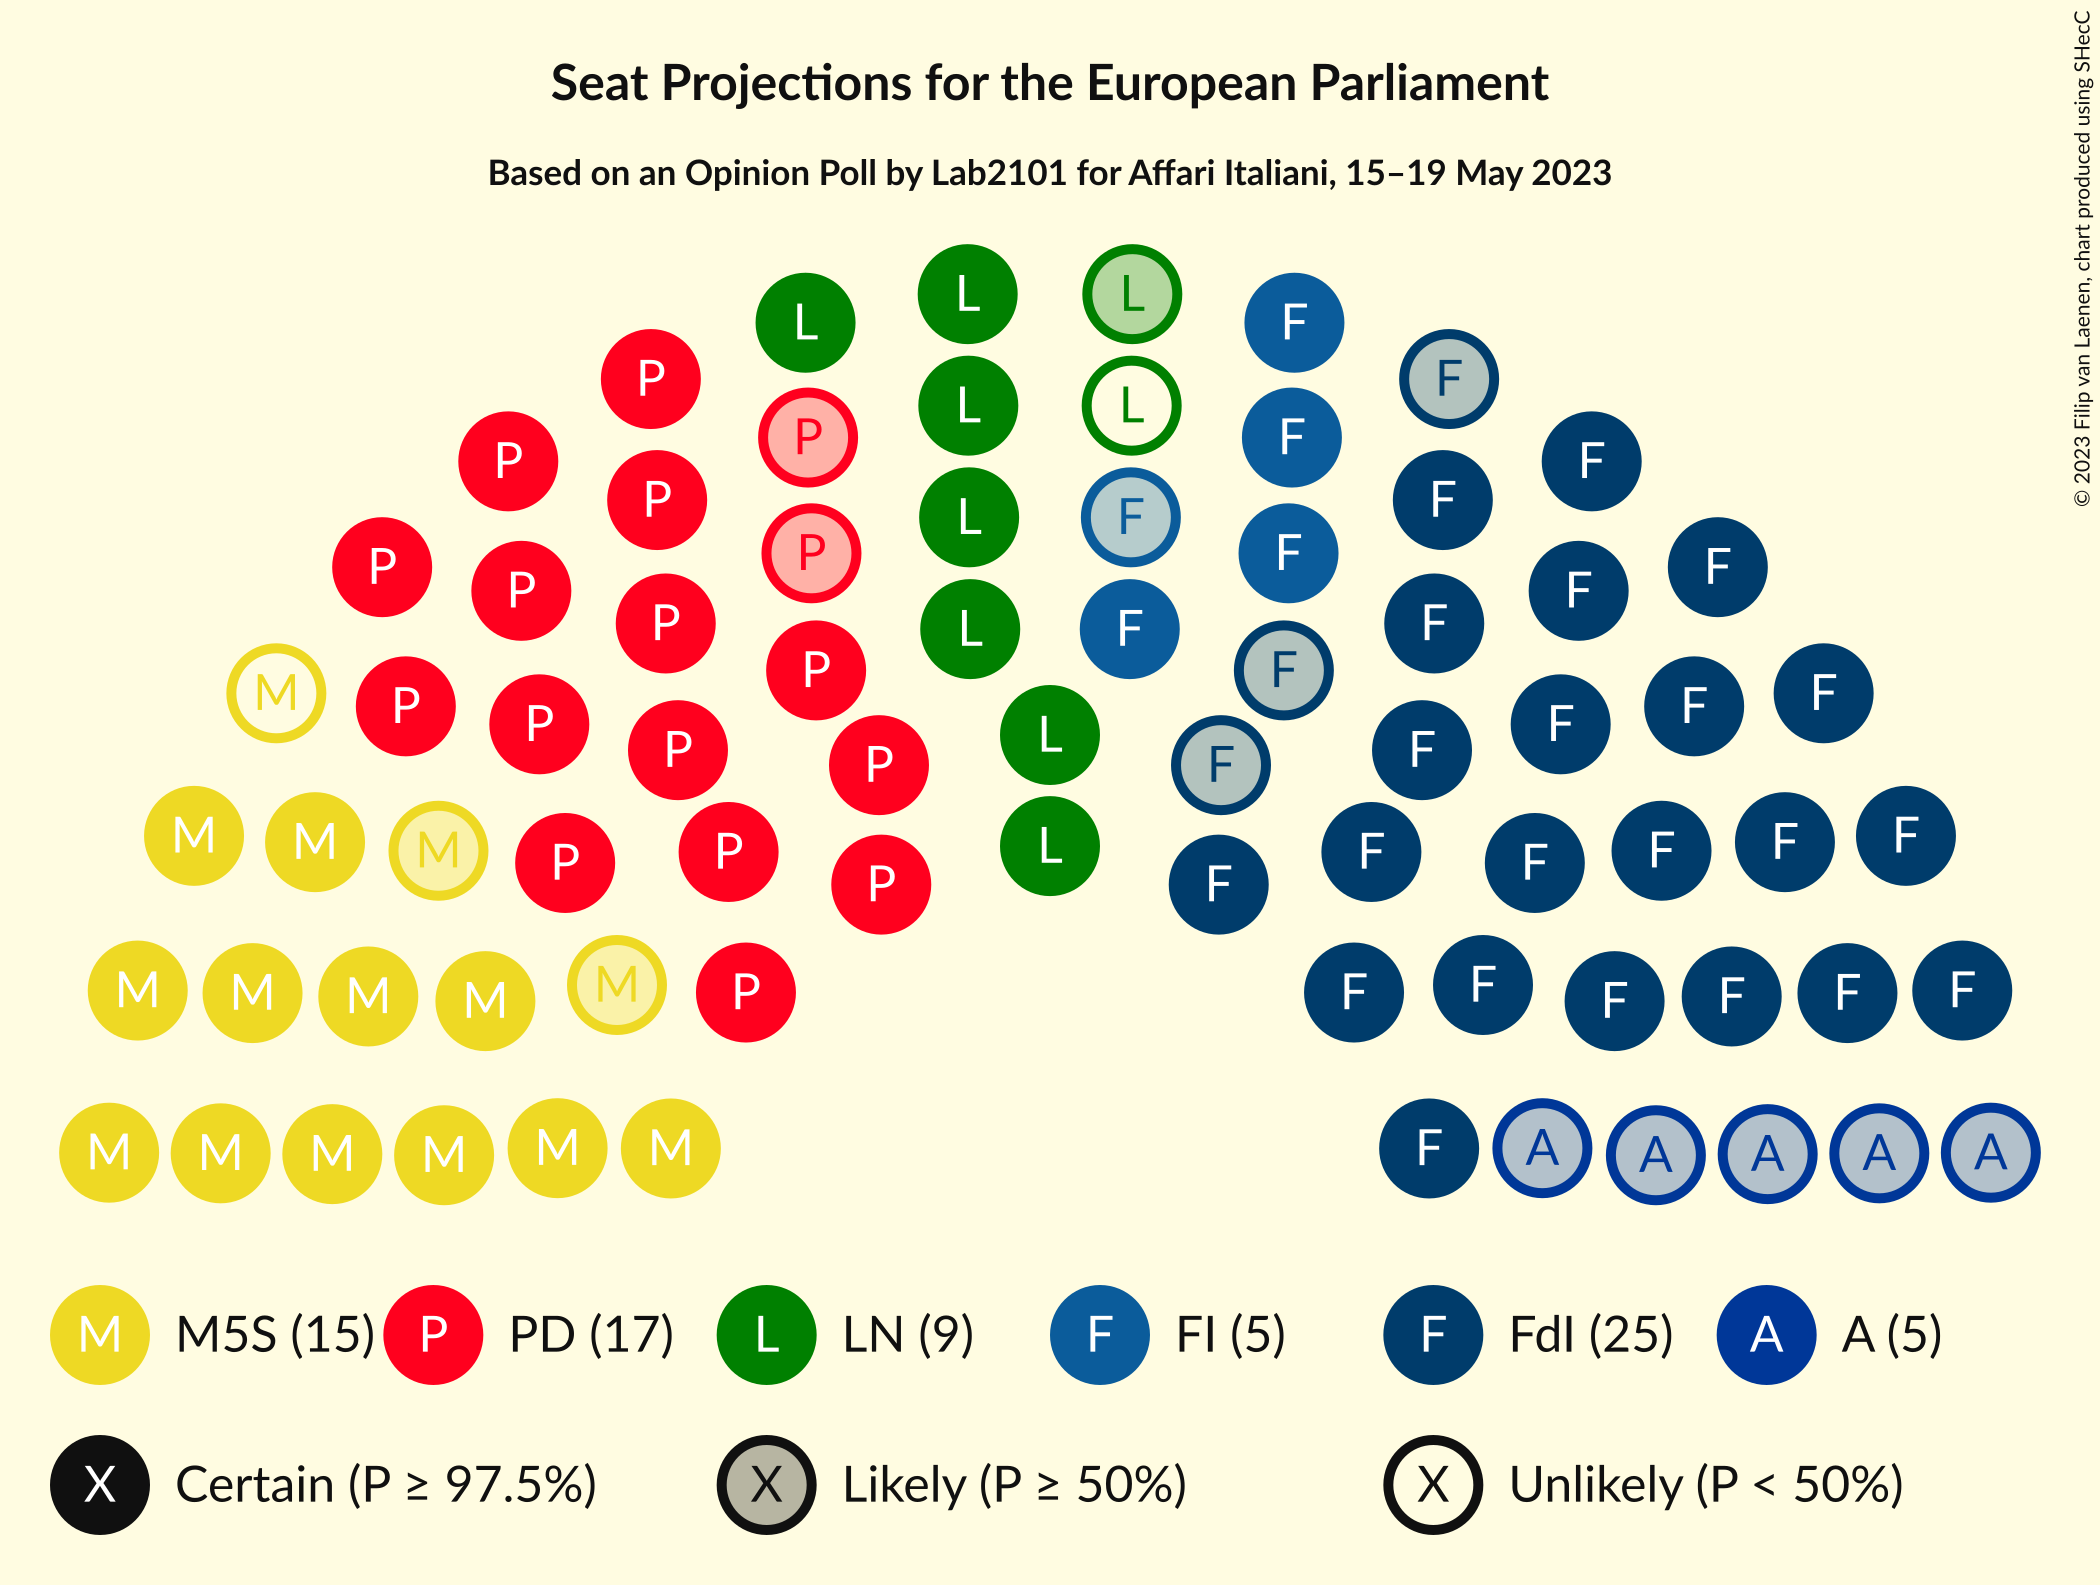 Seat Projections for the European Parliament
Based on an Opinion Poll by Lab2101 for Affari Italiani, 15–19 May 2023
© 2023 Filip van Laenen, chart produced using SHecC
L L
L L F
P F
L F
P P L L F F
P P F F
P F L F F F
P F
P P F F
P P L F F F
P F
M P P L F F F F
P P F F
M M M P P L F F F F F
P F
M M M M M P F F F F F F
M M M M M M F A A A A A
M M5S (15) P PD (17) L LN (9) F FI (5) F FdI (25) A A (5)
X Certain (P ≥ 97.5%) X Likely (P ≥ 50%) X Unlikely (P < 50%)